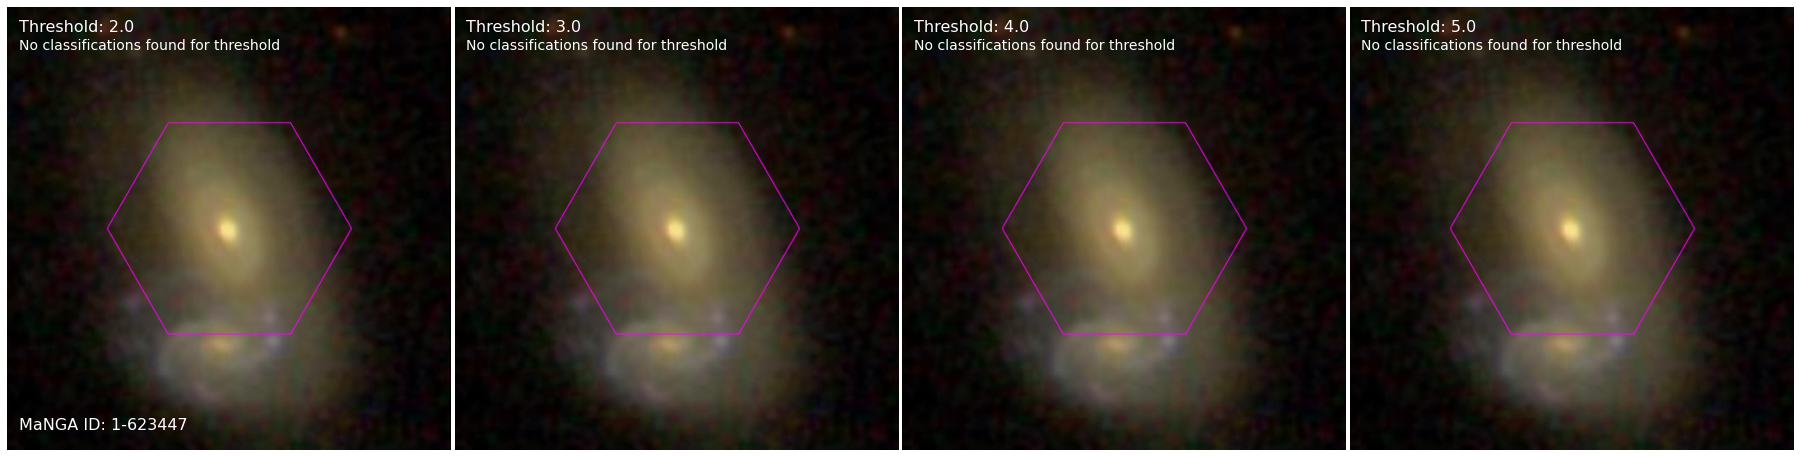 Threshold: 2.0
No classifications found for threshold
MaNGA ID: 1-623447
Threshold: 3.0
No classifications found for threshold
Threshold: 4.0
No classifications found for threshold
Threshold: 5.0
No classifications found for threshold